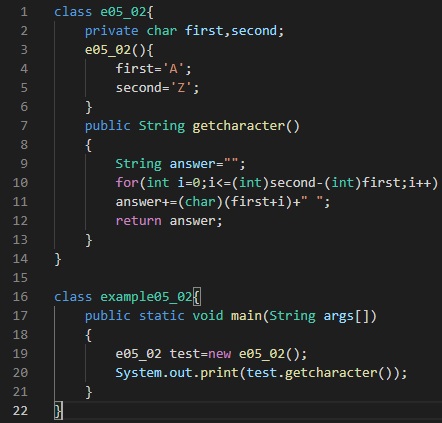 1 class e05_02{
2     private char first,second;
3     e05_02(){
4         first='A';
5         second='Z';
6     }
7     public String getcharacter()
8     {
9         String answer="";
10         for(int i=0;i<=(int)second-(int)first;i++)
11         answer+=(char)(first+i)+" ";
12         return answer;
13     }
14 }
15
16 class example05_02{
17     public static void main(String args[])
18     {
19         e05_02 test=new e05_02();
20         System.out.print(test.getcharacter());
21     }
22 }